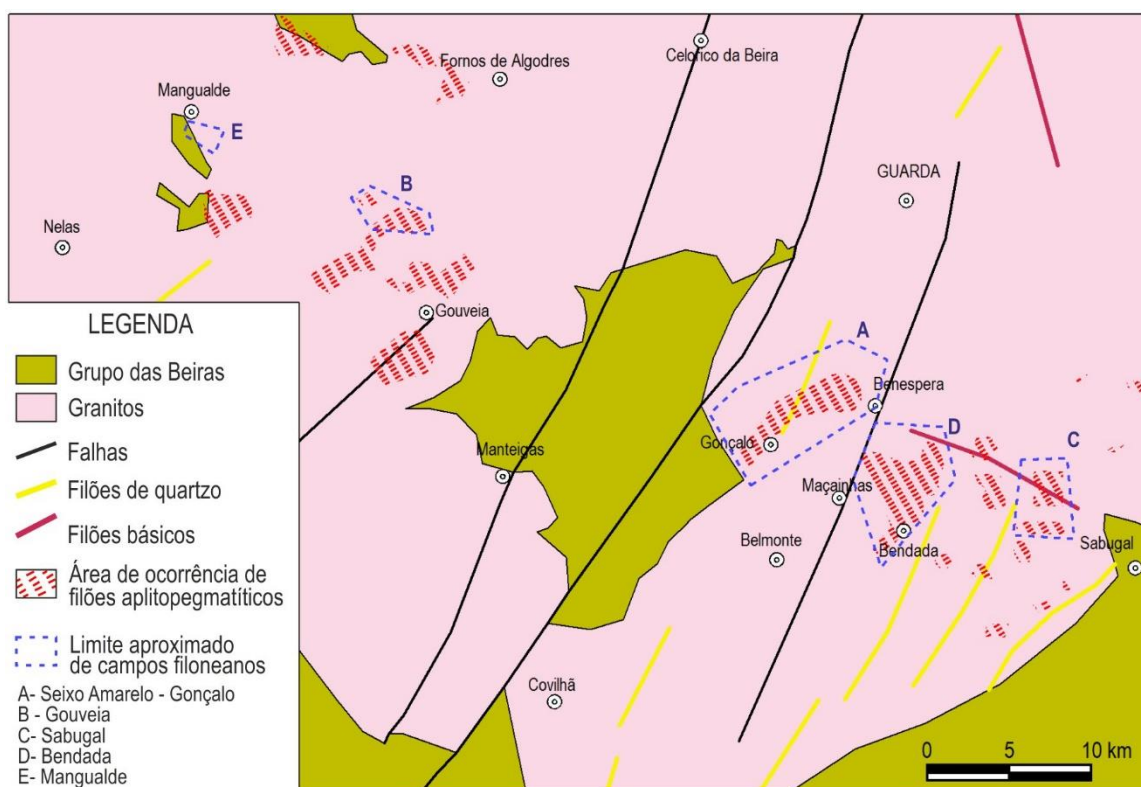 Celorico da Beira
Fornos de Algodres
Mangualde
E
B
GUARDA
Nelas
Gouveia
A
Benespera
Gonçalo
D
C
Manteigas
Maçainhas
Bendada
Belmonte
Sabugal
Covilhã
LEGENDA
Grupo das Beiras
Granitos
Falhas
Filões de quartzo
Filões básicos
Área de ocorrência de
filões aplitopegmatíticos
Limite aproximado
de campos filoneanos
A- Seixo Amarelo - Gonçalo
B - Gouveia
C- Sabugal
D- Bendada
E- Mangualde
0 5 10 km